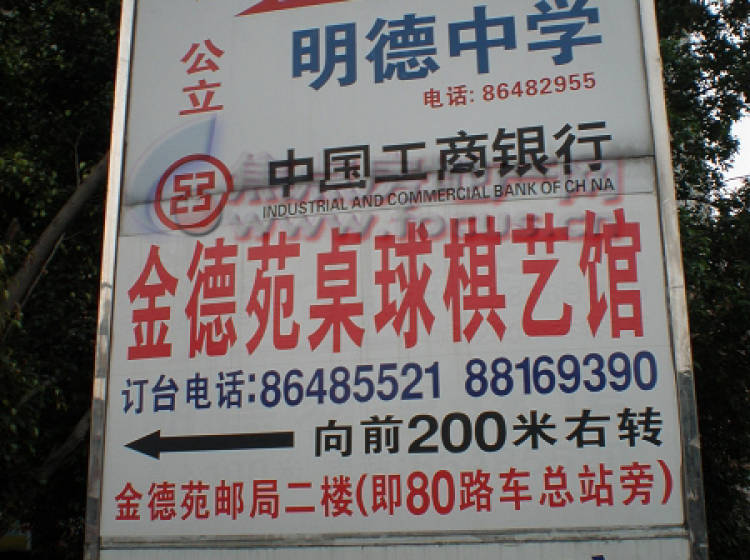 公立
明德中学
电话: 86482955
中国工商银行
INDUSTRIAL AND COMMERCIAL BANK OF CHINA
金德苑桌球棋艺馆
订台电话:86485521 88169390
向前200米右转
金德苑邮局二楼(即80路车总站旁)